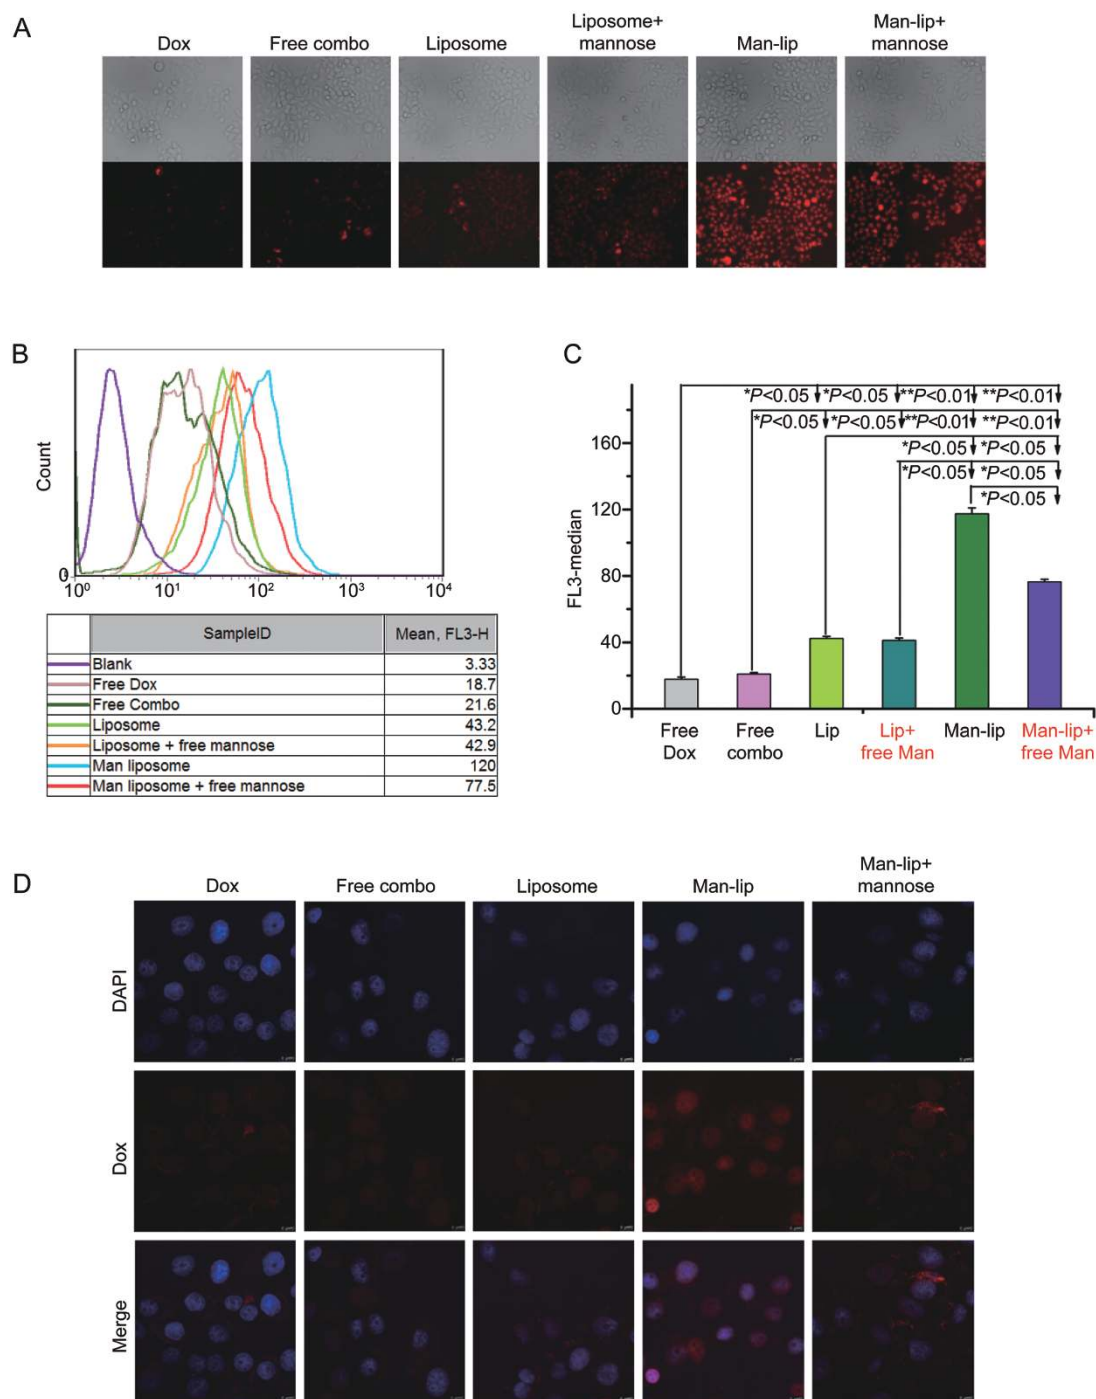 A
Dox
Free combo
Liposome
Liposome+
mannose
Man-lip
Man-lip+
mannose
B
Count
0
10⁰
10¹
10²
10³
10⁴
SampleID Mean, FL3-H
Blank 3.33
Free Dox 18.7
Free Combo 21.6
Liposome 43.2
Liposome + free mannose 42.9
Man liposome 120
Man liposome + free mannose 77.5
C
FL3-median
160
120
80
40
0
*P<0.05 *P<0.05 **P<0.01 **P<0.01
*P<0.05 *P<0.05 **P<0.01 **P<0.01
*P<0.05 *P<0.05
*P<0.05 *P<0.05
*P<0.05
Free
Dox
Free
combo
Lip
Lip+
free Man
Man-lip
Man-lip+
free Man
D
Dox
Free combo
Liposome
Man-lip
Man-lip+
mannose
DAPI
Dox
Merge